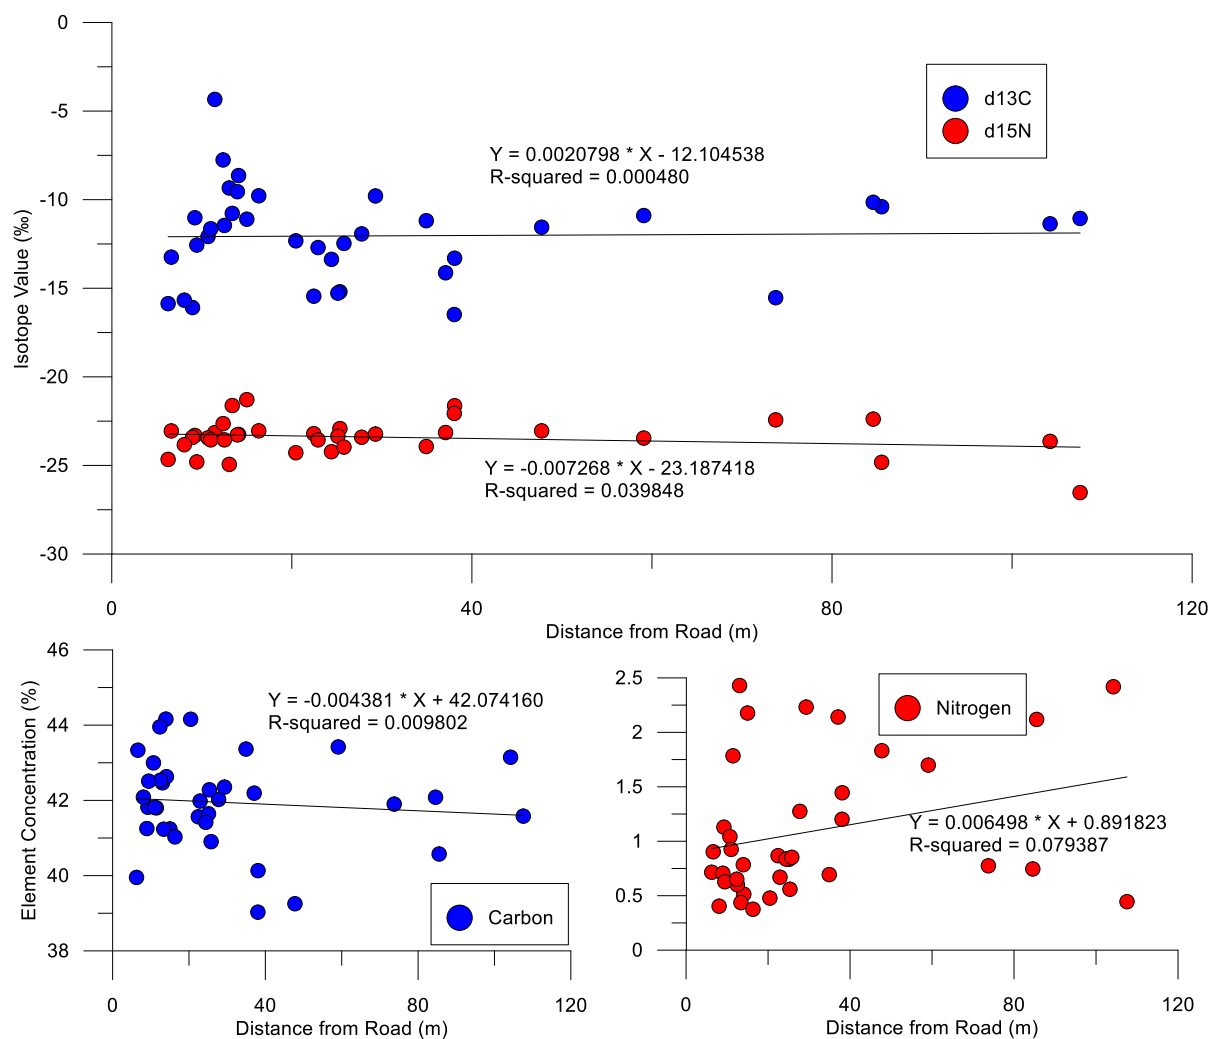 0
-5
-10
-15
-20
-25
-30
Isotope Value (‰)
d13C
d15N
Y = 0.0020798 * X - 12.104538
R-squared = 0.000480
Y = -0.007268 * X - 23.187418
R-squared = 0.039848
0 40 80 120
Distance from Road (m)
46
44
42
40
38
Element Concentration (%)
Y = -0.004381 * X + 42.074160
R-squared = 0.009802
Carbon
0 40 80 120
Distance from Road (m)
2.5
2
1.5
1
0.5
0
Nitrogen
Y = 0.006498 * X + 0.891823
R-squared = 0.079387
0 40 80 120
Distance from Road (m)